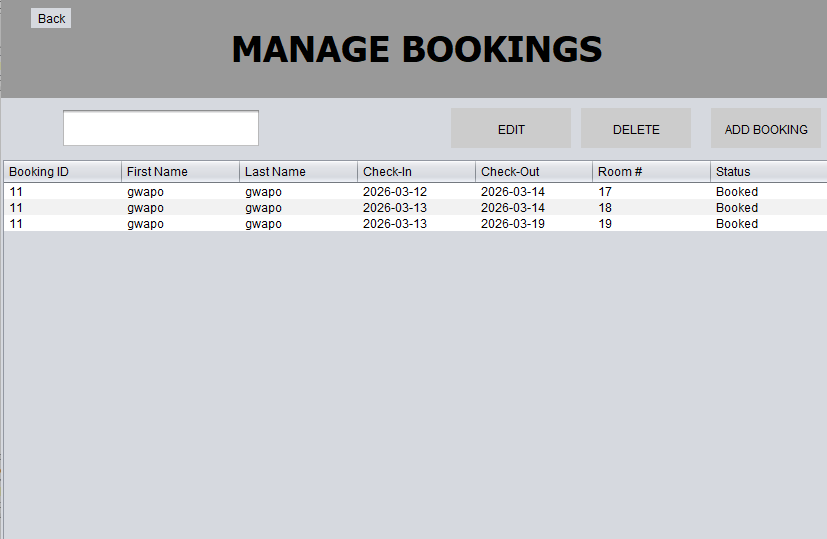 Back
MANAGE BOOKINGS
EDIT DELETE ADD BOOKING
Booking ID First Name Last Name Check-In Check-Out Room # Status
11 gwapo gwapo 2026-03-12 2026-03-14 17 Booked
11 gwapo gwapo 2026-03-13 2026-03-14 18 Booked
11 gwapo gwapo 2026-03-13 2026-03-19 19 Booked